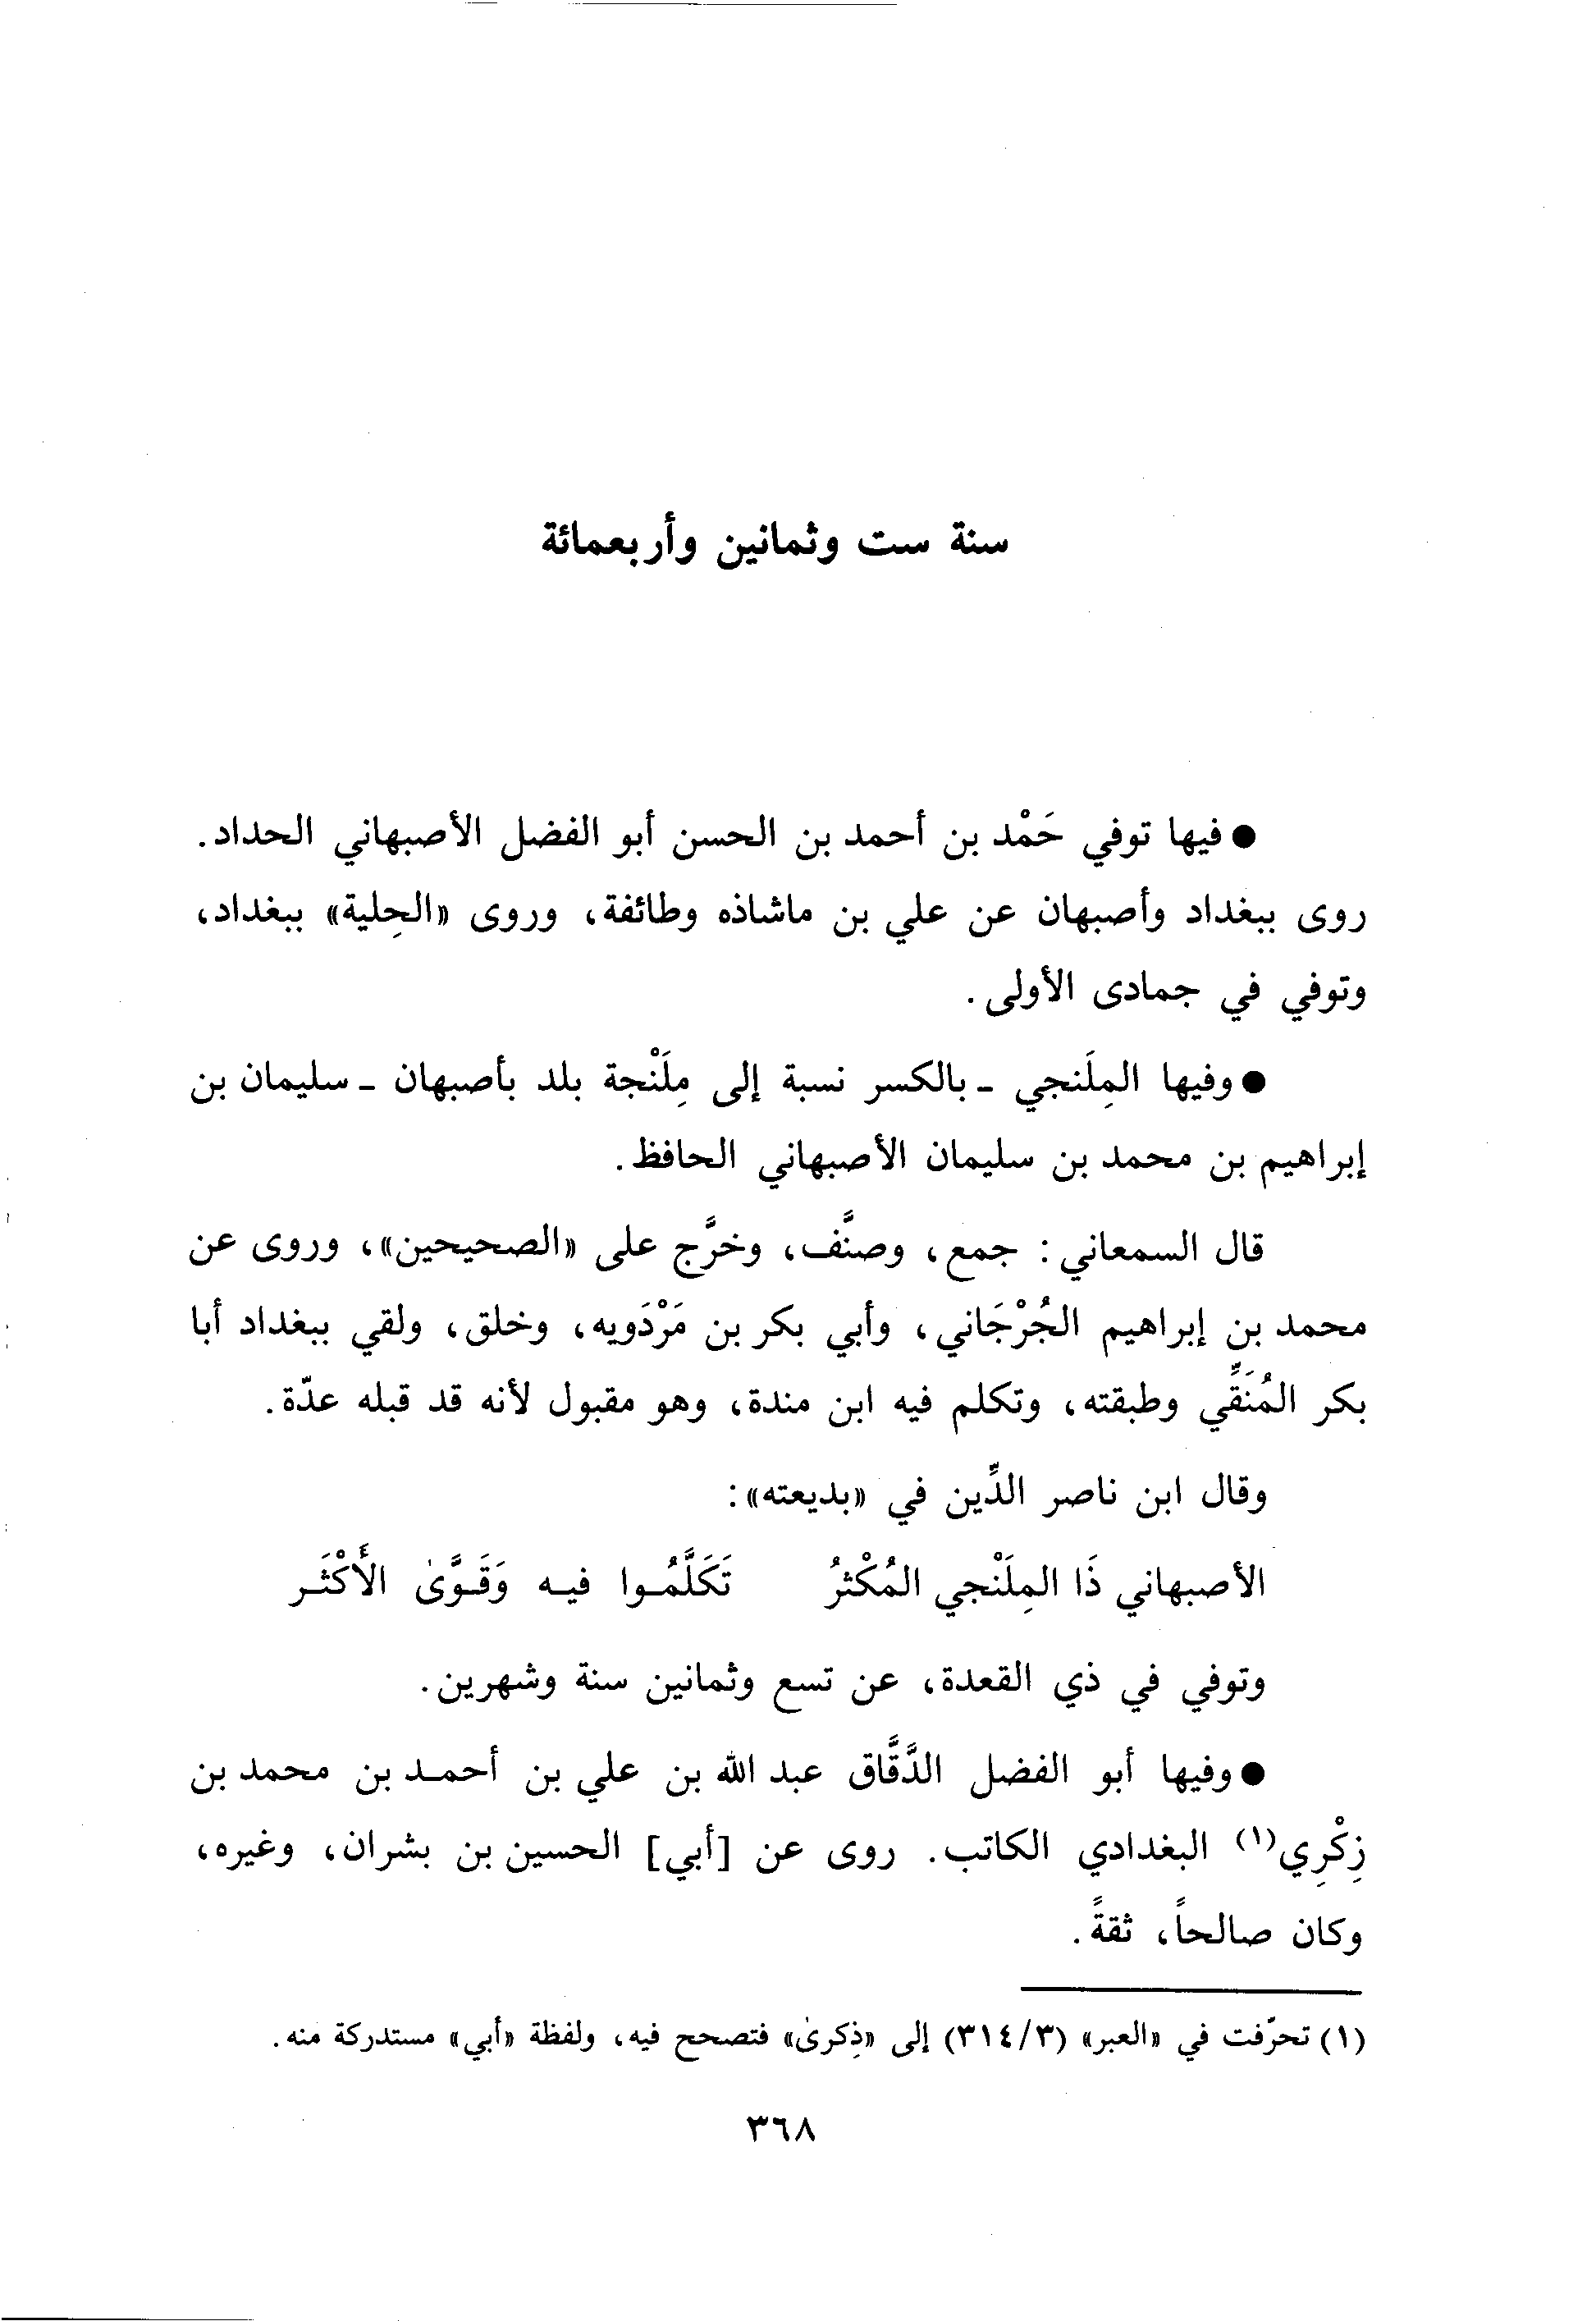 سنة ست وثمانين وأربعمائة
● فيها توفي حَمْد بن أحمد بن الحسن أبو الفضل الأصبهاني الحداد.
روى ببغداد وأصبهان عن علي بن ماشاذه وطائفة، وروى «الحِلية» ببغداد،
وتوفي في جمادى الأولى.
● وفيها المِلَنجي ـ بالكسر نسبة إلى مِلَنْجة بلد بأصبهان ـ سليمان بن
إبراهيم بن محمد بن سليمان الأصبهاني الحافظ.
قال السمعاني: جمع، وصنَّف، وخرَّج على «الصحيحين»، وروى عن
محمد بن إبراهيم الجُرْجَاني، وأبي بكر بن مَرْدَويه، وخلق، ولقي ببغداد أبا
بكر المُنَقِّي وطبقته، وتكلم فيه ابن مندة، وهو مقبول لأنه قد قبله عدّة.
وقال ابن ناصر الدِّين في «بديعته»:
الأصبهاني ذَا المِلَنْجي المُكْثرُ تَكَلَّمُـوا فيـه وَقَـوَّىٰ الأَكْثَـر
وتوفي في ذي القعدة، عن تسع وثمانين سنة وشهرين.
● وفيها أبو الفضل الدَّقَّاق عبد الله بن علي بن أحمـد بن محمد بن
زِكْرِي(١) البغدادي الكاتب. روى عن [أبي] الحسين بن بشران، وغيره،
وكان صالحاً، ثقةً.
(١) تحرّفت في «العبر» (٣/٣١٤) إلى «ذِكرىٰ» فتصحح فيه، ولفظة «أبي» مستدركة منه.
٣٦٨